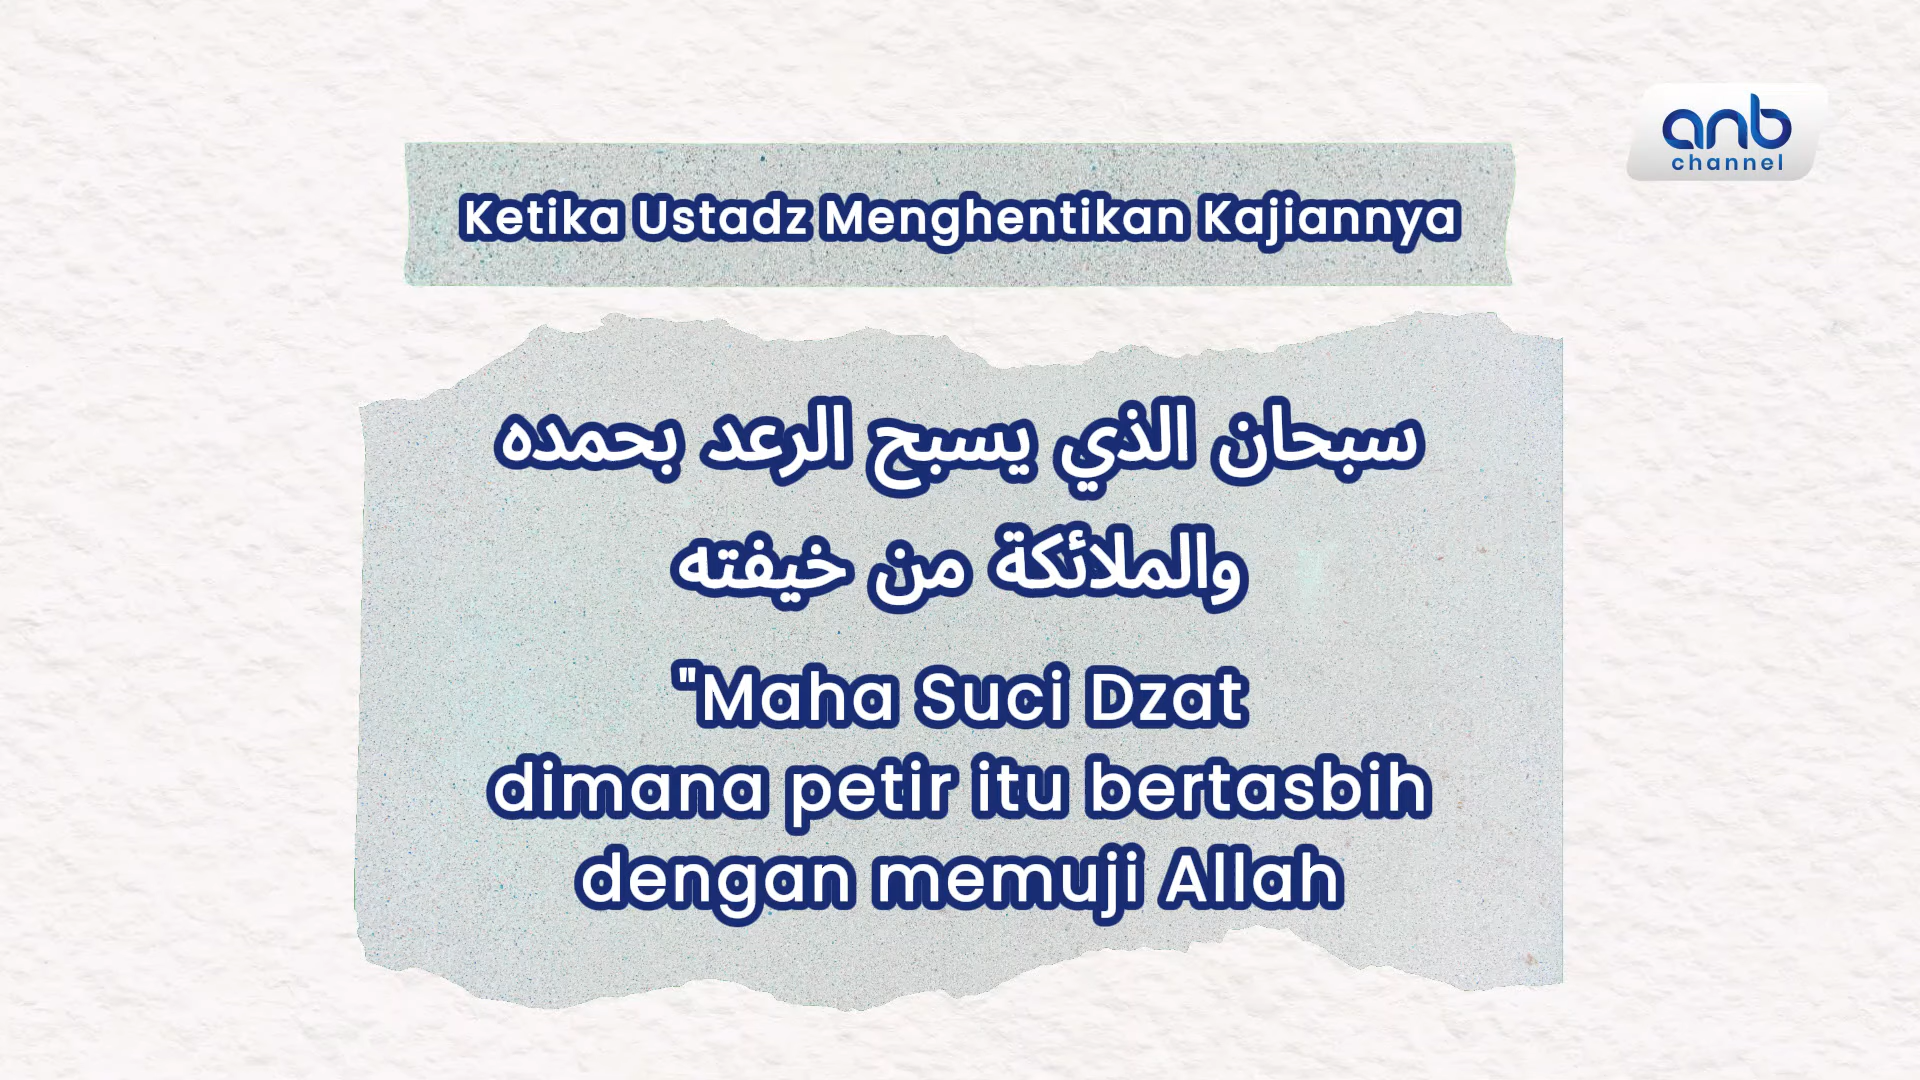 anb
channel
Ketika Ustadz Menghentikan Kajiannya
سبحان الذي يسبح الرعد بحمده
والملائكة من خيفته
"Maha Suci Dzat
dimana petir itu bertasbih
dengan memuji Allah